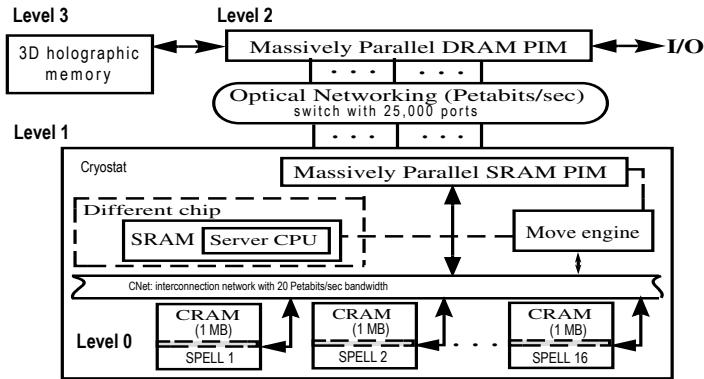 Level 3
Level 2
3D holographic
memory
Massively Parallel DRAM PIM
I/O
Optical Networking (Petabits/sec)
switch with 25,000 ports
Level 1
Cryostat
Massively Parallel SRAM PIM
Different chip
SRAM
Server CPU
Move engine
CNet: interconnection network with 20 Petabits/sec bandwidth
Level 0
CRAM
(1 MB)
SPELL 1
CRAM
(1 MB)
SPELL 2
CRAM
(1 MB)
SPELL 16